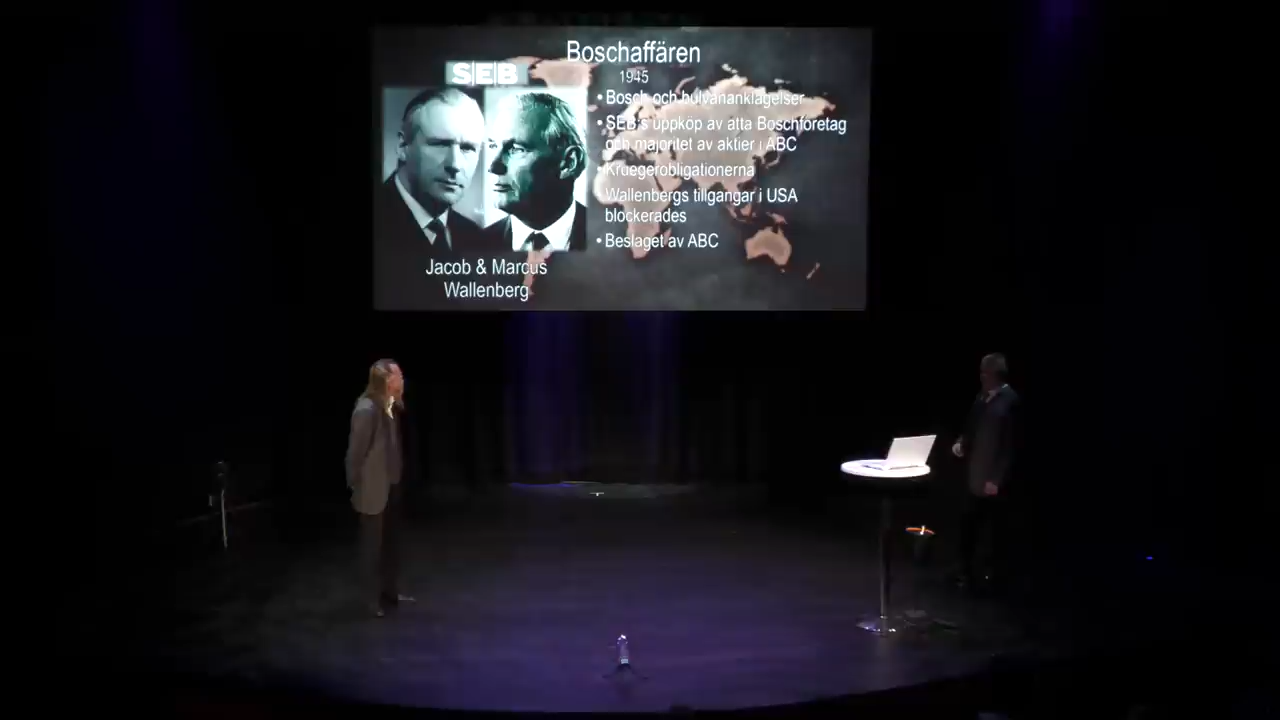 Boschaffären
1945
SEB
• Bosch och bulvananklagelser
• SEB:s uppköp av åtta Boschföretag
och majoritet av aktier i ABC
• Kruegerobligationerna
Wallenbergs tillgångar i USA
blockerades
• Beslaget av ABC
Jacob & Marcus
Wallenberg